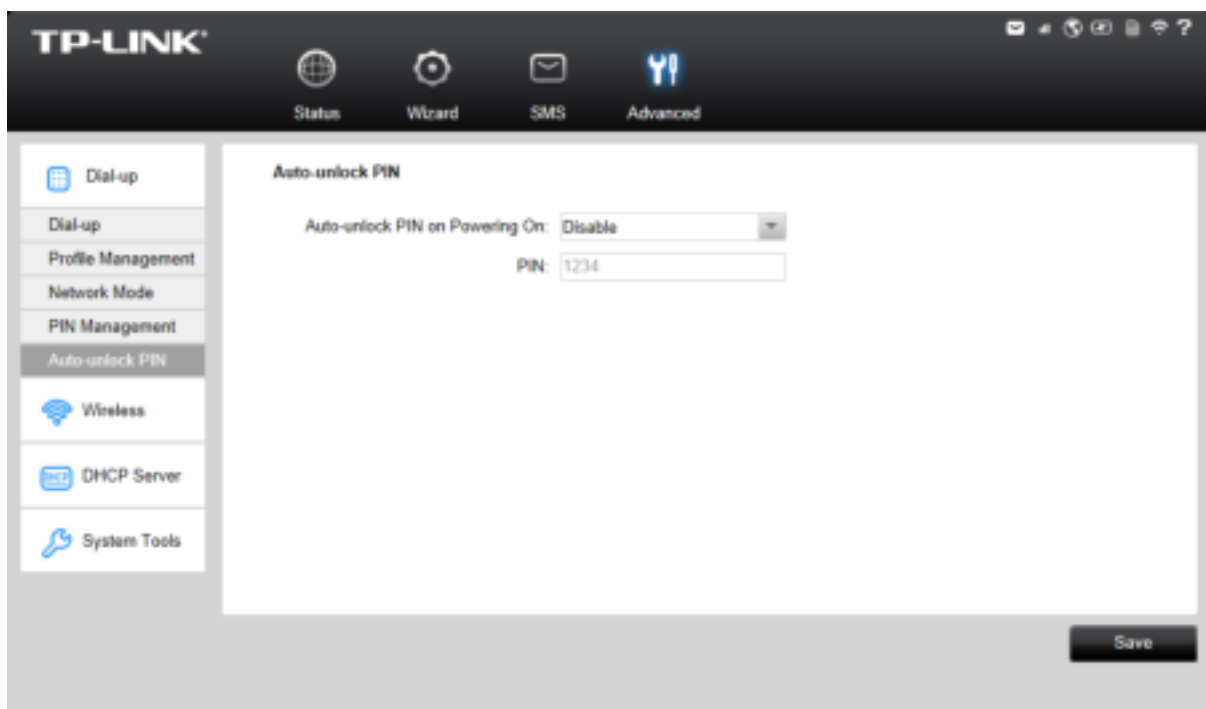 TP-LINK
?
Status Wizard SMS Advanced
Dial-up
Dial-up
Profile Management
Network Mode
PIN Management
Auto-unlock PIN
Wireless
DHCP Server
System Tools
Auto-unlock PIN
Auto-unlock PIN on Powering On: Disable
PIN: 1234
Save